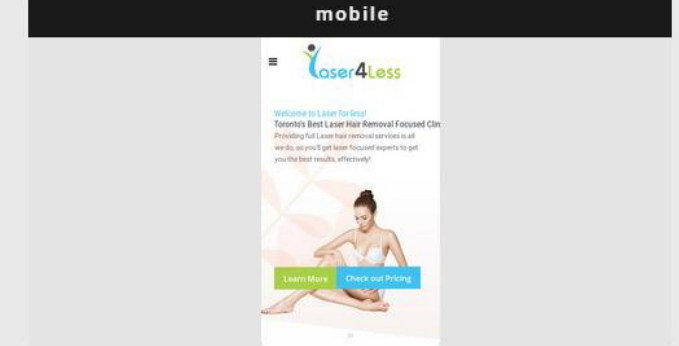 mobile
Laser4Less
Welcome to Laser for less!
Toronto's Best Laser Hair Removal Focused Clin
Providing full Laser hair removal services is all
we do, so you'll get laser focused experts to get
you the best results, effectively!
Learn More Check out Pricing